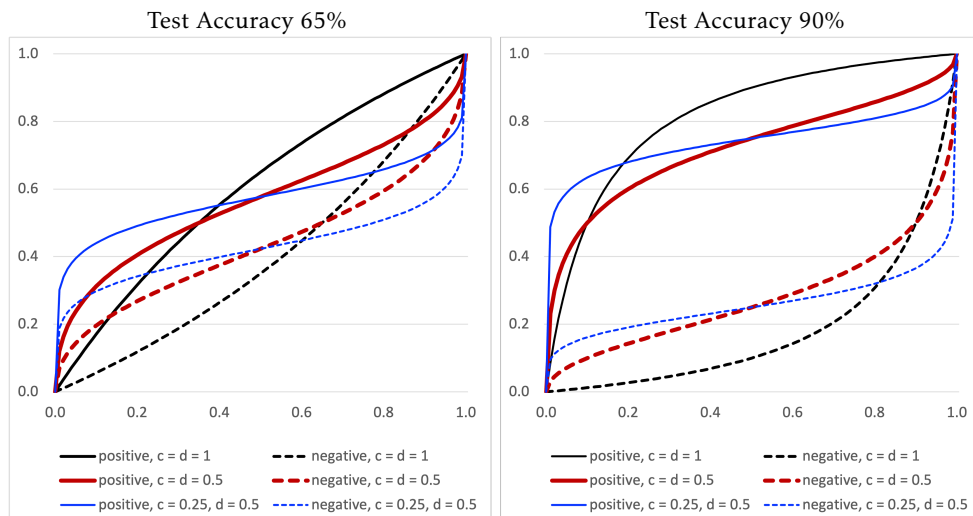 Test Accuracy 65%
Test Accuracy 90%
1.0
0.8
0.6
0.4
0.2
0.0
0.0 0.2 0.4 0.6 0.8 1.0
positive, c = d = 1
negative, c = d = 1
positive, c = d = 0.5
negative, c = d = 0.5
positive, c = 0.25, d = 0.5
negative, c = 0.25, d = 0.5
1.0
0.8
0.6
0.4
0.2
0.0
0.0 0.2 0.4 0.6 0.8 1.0
positive, c = d = 1
negative, c = d = 1
positive, c = d = 0.5
negative, c = d = 0.5
positive, c = 0.25, d = 0.5
negative, c = 0.25, d = 0.5